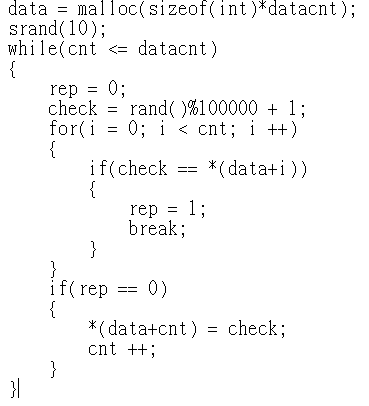 data = malloc(sizeof(int)*datacnt);
srand(10);
while(cnt <= datacnt)
{
    rep = 0;
    check = rand()%100000 + 1;
    for(i = 0; i < cnt; i ++)
    {
        if(check == *(data+i))
        {
            rep = 1;
            break;
        }
    }
    if(rep == 0)
    {
        *(data+cnt) = check;
        cnt ++;
    }
}